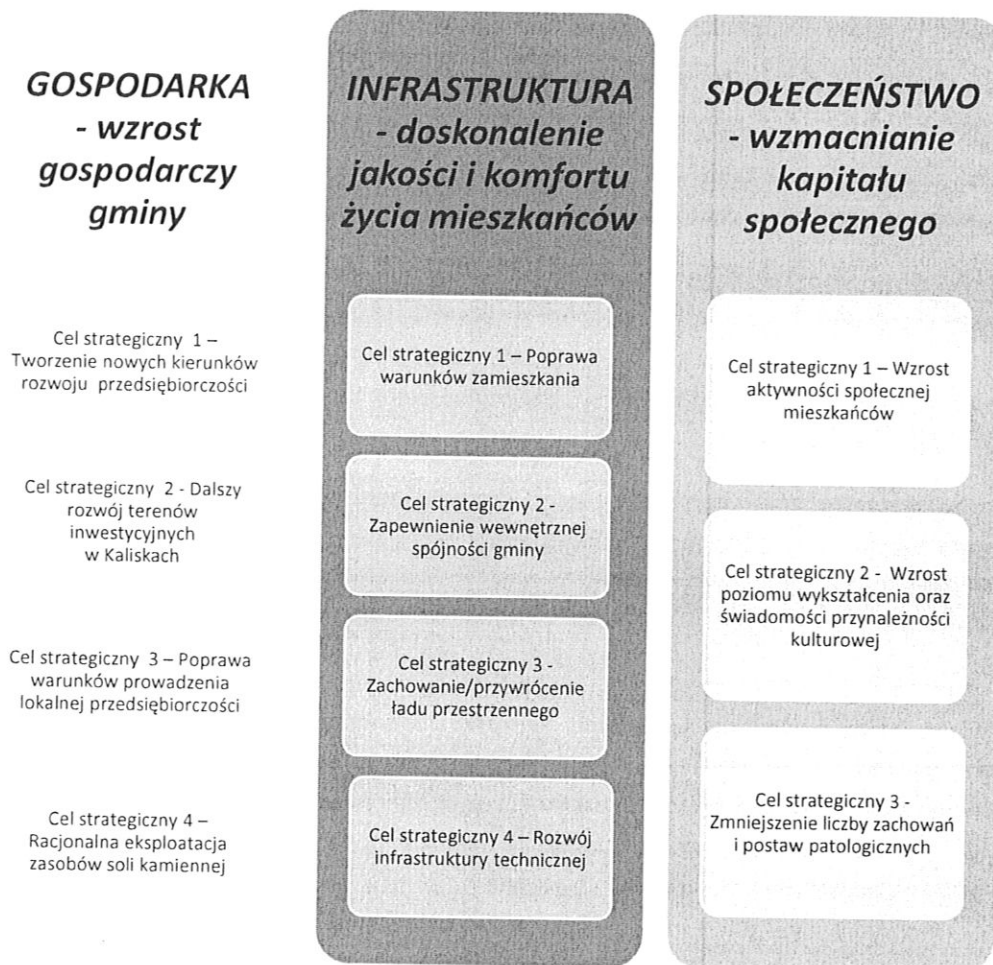 GOSPODARKA
- wzrost
gospodarczy
gminy
Cel strategiczny 1 –
Tworzenie nowych kierunków
rozwoju przedsiębiorczości
Cel strategiczny 2 - Dalszy
rozwój terenów
inwestycyjnych
w Kaliskach
Cel strategiczny 3 – Poprawa
warunków prowadzenia
lokalnej przedsiębiorczości
Cel strategiczny 4 –
Racjonalna eksploatacja
zasobów soli kamiennej
INFRASTRUKTURA
- doskonalenie
jakości i komfortu
życia mieszkańców
Cel strategiczny 1 – Poprawa
warunków zamieszkania
Cel strategiczny 2 -
Zapewnienie wewnętrznej
spójności gminy
Cel strategiczny 3 -
Zachowanie/przywrócenie
ładu przestrzennego
Cel strategiczny 4 – Rozwój
infrastruktury technicznej
SPOŁECZEŃSTWO
- wzmacnianie
kapitału
społecznego
Cel strategiczny 1 – Wzrost
aktywności społecznej
mieszkańców
Cel strategiczny 2 - Wzrost
poziomu wykształcenia oraz
świadomości przynależności
kulturowej
Cel strategiczny 3 -
Zmniejszenie liczby zachowań
i postaw patologicznych